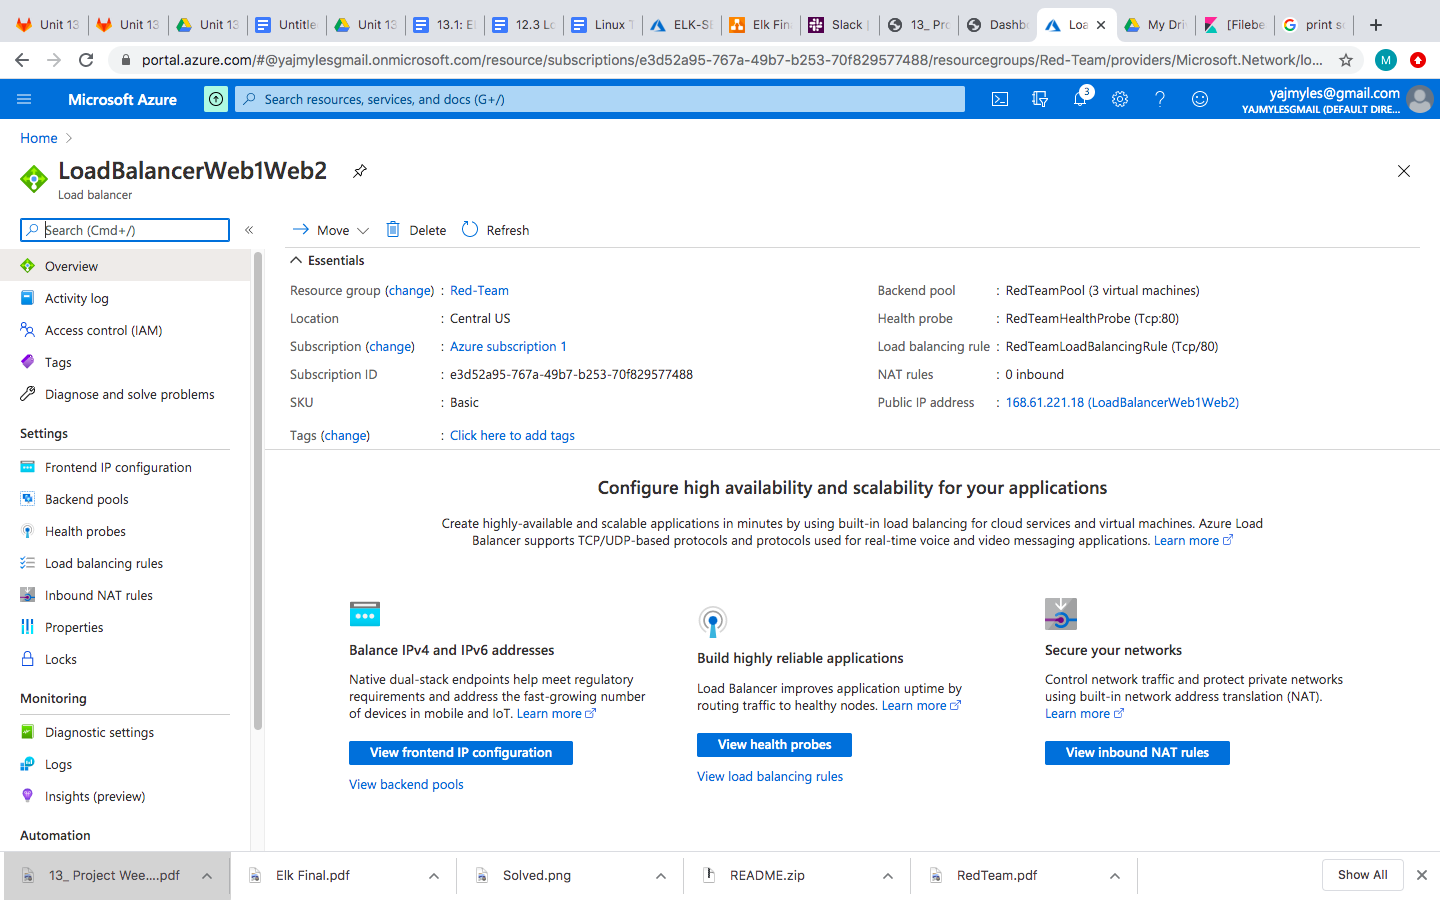 Unit 13
Unit 13
Unit 13
Untitle
Unit 13
13.1: El
12.3 Lo
Linux T
ELK-SE
Elk Fina
Slack |
13_ Pro
Dashbo
Loa
My Driv
[Filebe
print sc
portal.azure.com/#@yajmylesgmail.onmicrosoft.com/resource/subscriptions/e3d52a95-767a-49b7-b253-70f829577488/resourcegroups/Red-Team/providers/Microsoft.Network/lo...
M
Microsoft Azure
Search resources, services, and docs (G+/)
3
yajmyles@gmail.com
YAJMYLESGMAIL (DEFAULT DIRE...
Home
LoadBalancerWeb1Web2
Load balancer
Search (Cmd+/)
Move
Delete
Refresh
Overview
Activity log
Access control (IAM)
Tags
Diagnose and solve problems
Settings
Frontend IP configuration
Backend pools
Health probes
Load balancing rules
Inbound NAT rules
Properties
Locks
Monitoring
Diagnostic settings
Logs
Insights (preview)
Automation
Essentials
Resource group (change) : Red-Team
Location : Central US
Subscription (change) : Azure subscription 1
Subscription ID : e3d52a95-767a-49b7-b253-70f829577488
SKU : Basic
Tags (change) : Click here to add tags
Backend pool : RedTeamPool (3 virtual machines)
Health probe : RedTeamHealthProbe (Tcp:80)
Load balancing rule : RedTeamLoadBalancingRule (Tcp/80)
NAT rules : 0 inbound
Public IP address : 168.61.221.18 (LoadBalancerWeb1Web2)
Configure high availability and scalability for your applications
Create highly-available and scalable applications in minutes by using built-in load balancing for cloud services and virtual machines. Azure Load
Balancer supports TCP/UDP-based protocols and protocols used for real-time voice and video messaging applications. Learn more
Balance IPv4 and IPv6 addresses
Native dual-stack endpoints help meet regulatory
requirements and address the fast-growing number
of devices in mobile and IoT. Learn more
View frontend IP configuration
View backend pools
Build highly reliable applications
Load Balancer improves application uptime by
routing traffic to healthy nodes. Learn more
View health probes
View load balancing rules
Secure your networks
Control network traffic and protect private networks
using built-in network address translation (NAT).
Learn more
View inbound NAT rules
13_ Project Wee....pdf
Elk Final.pdf
Solved.png
README.zip
RedTeam.pdf
Show All